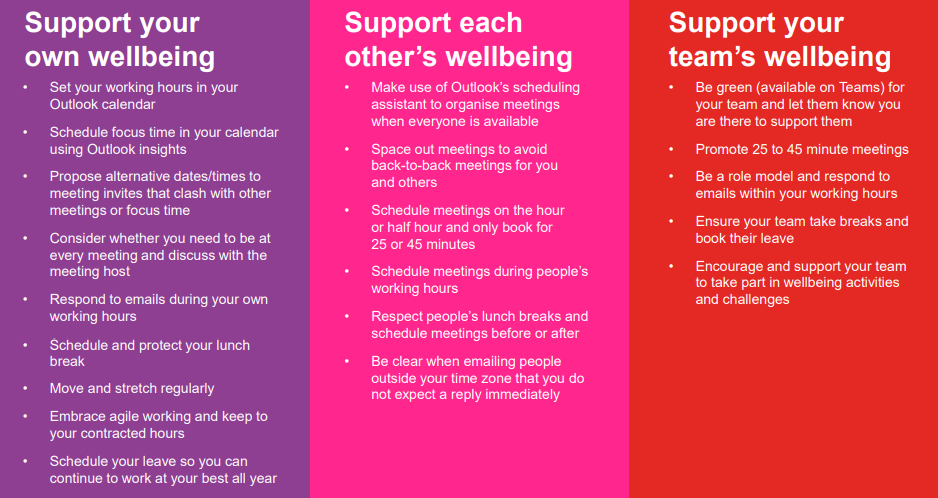 Support your
own wellbeing
• Set your working hours in your
Outlook calendar
• Schedule focus time in your calendar
using Outlook insights
• Propose alternative dates/times to
meeting invites that clash with other
meetings or focus time
• Consider whether you need to be at
every meeting and discuss with the
meeting host
• Respond to emails during your own
working hours
• Schedule and protect your lunch
break
• Move and stretch regularly
• Embrace agile working and keep to
your contracted hours
• Schedule your leave so you can
continue to work at your best all year
Support each
other's wellbeing
• Make use of Outlook's scheduling
assistant to organise meetings
when everyone is available
• Space out meetings to avoid
back-to-back meetings for you
and others
• Schedule meetings on the hour
or half hour and only book for
25 or 45 minutes
• Schedule meetings during people's
working hours
• Respect people's lunch breaks and
schedule meetings before or after
• Be clear when emailing people
outside your time zone that you do
not expect a reply immediately
Support your
team's wellbeing
• Be green (available on Teams) for
your team and let them know you
are there to support them
• Promote 25 to 45 minute meetings
• Be a role model and respond to
emails within your working hours
• Ensure your team take breaks and
book their leave
• Encourage and support your team
to take part in wellbeing activities
and challenges